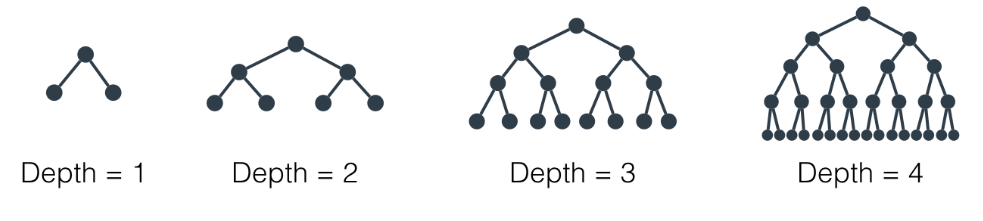 Depth = 1
Depth = 2
Depth = 3
Depth = 4